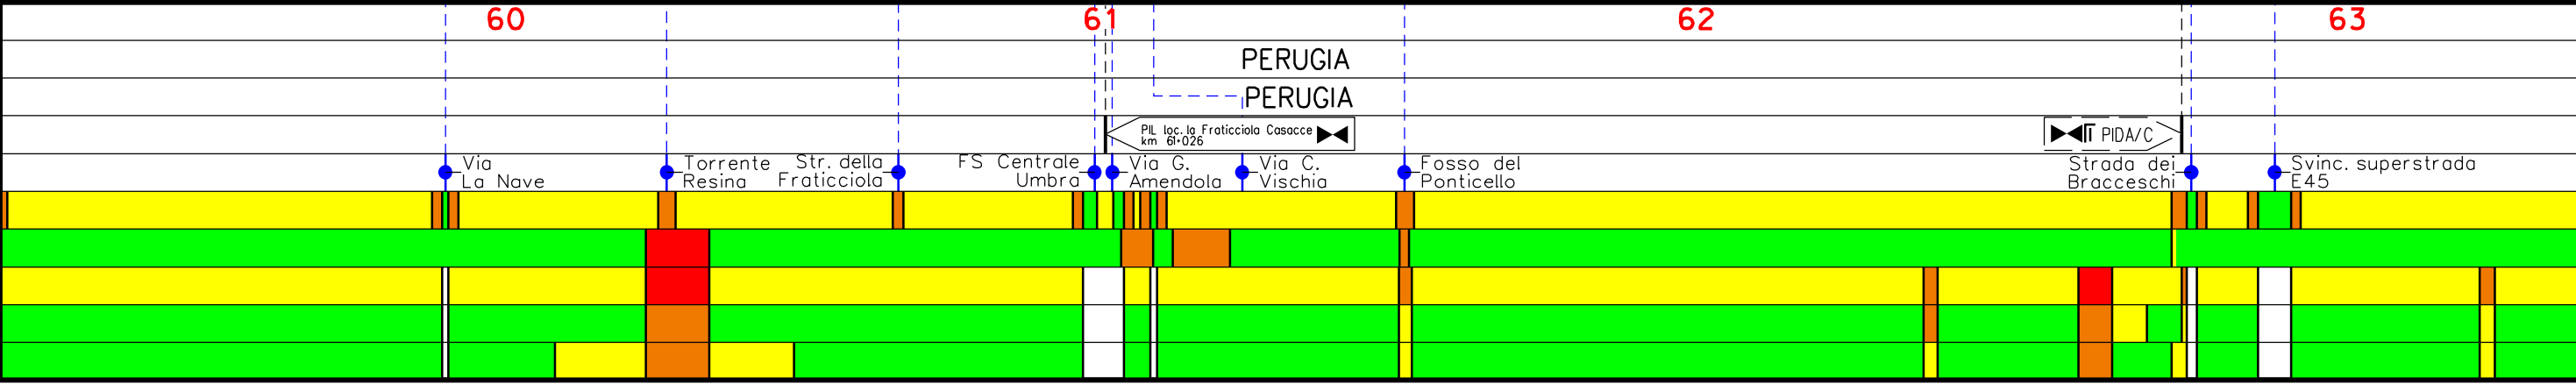 60 61 62 63
PERUGIA
PERUGIA
PIL loc. la Fraticciola Casacce
km 61+026
PIDA/C
Via
La Nave
Torrente
Resina
Str. della
Fraticciola
FS Centrale
Umbra
Via G.
Amendola
Via C.
Vischia
Fosso del
Ponticello
Strada dei
Bracceschi
Svinc. superstrada
E45